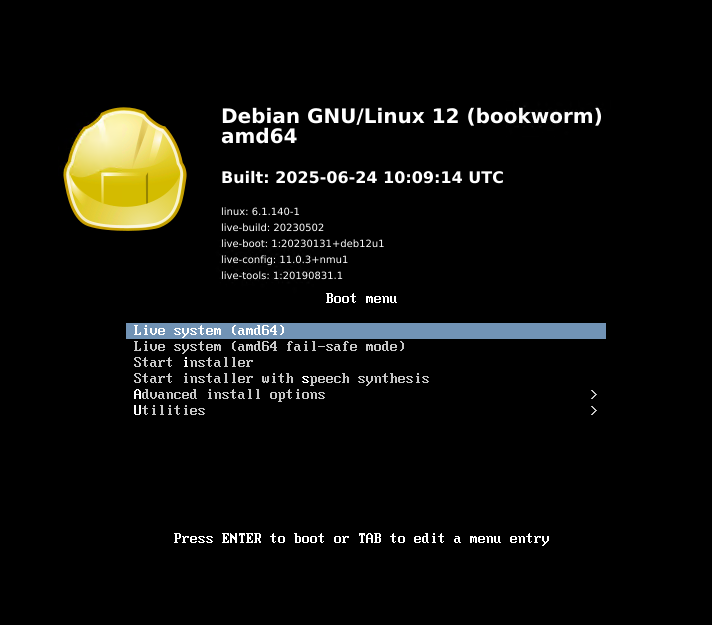 Debian GNU/Linux 12 (bookworm)
amd64
Built: 2025-06-24 10:09:14 UTC
linux: 6.1.140-1
live-build: 20230502
live-boot: 1:20230131+deb12u1
live-config: 11.0.3+nmu1
live-tools: 1:20190831.1
Boot menu
Live system (amd64)
Live system (amd64 fail-safe mode)
Start installer
Start installer with speech synthesis
Advanced install options >
Utilities >
Press ENTER to boot or TAB to edit a menu entry